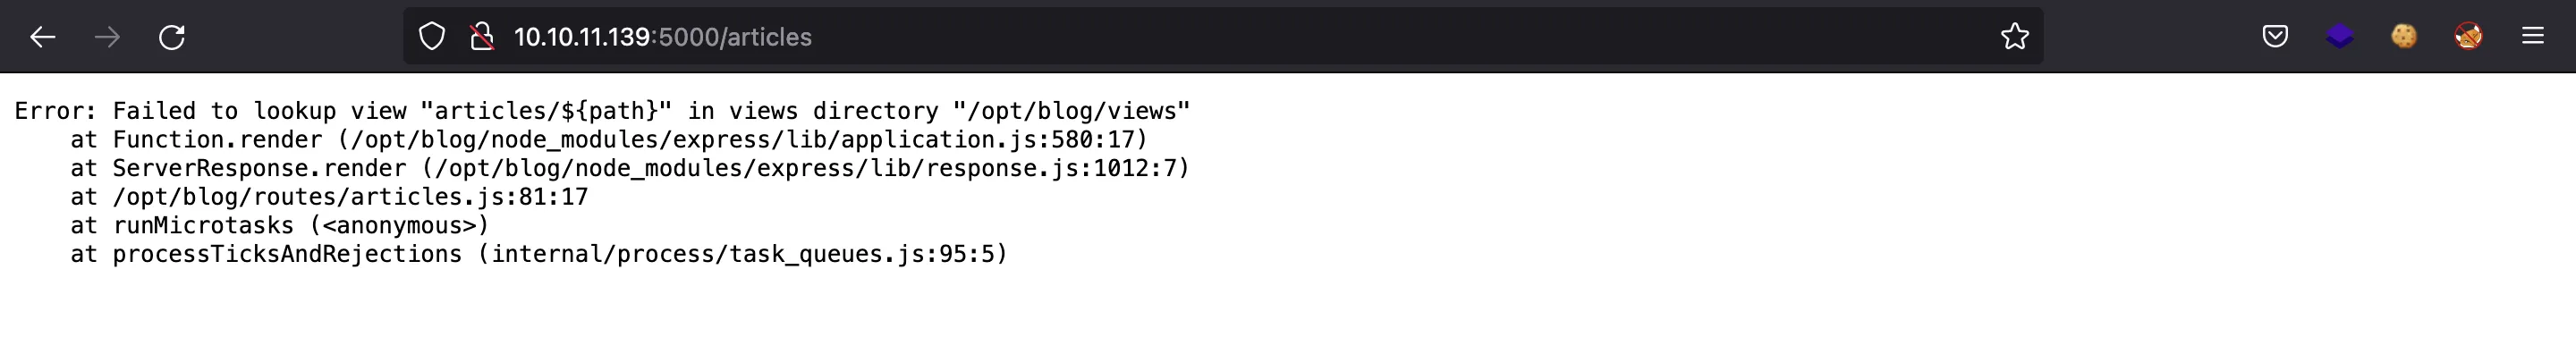 10.10.11.139:5000/articles
Error: Failed to lookup view "articles/${path}" in views directory "/opt/blog/views"
    at Function.render (/opt/blog/node_modules/express/lib/application.js:580:17)
    at ServerResponse.render (/opt/blog/node_modules/express/lib/response.js:1012:7)
    at /opt/blog/routes/articles.js:81:17
    at runMicrotasks (<anonymous>)
    at processTicksAndRejections (internal/process/task_queues.js:95:5)